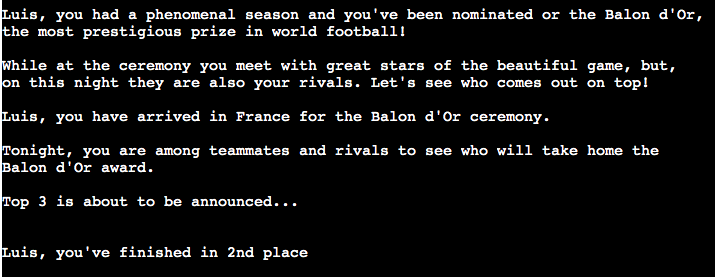 Luis, you had a phenomenal season and you've been nominated or the Balon d'Or,
the most prestigious prize in world football!
While at the ceremony you meet with great stars of the beautiful game, but,
on this night they are also your rivals. Let's see who comes out on top!
Luis, you have arrived in France for the Balon d'Or ceremony.
Tonight, you are among teammates and rivals to see who will take home the
Balon d'Or award.
Top 3 is about to be announced...
Luis, you've finished in 2nd place